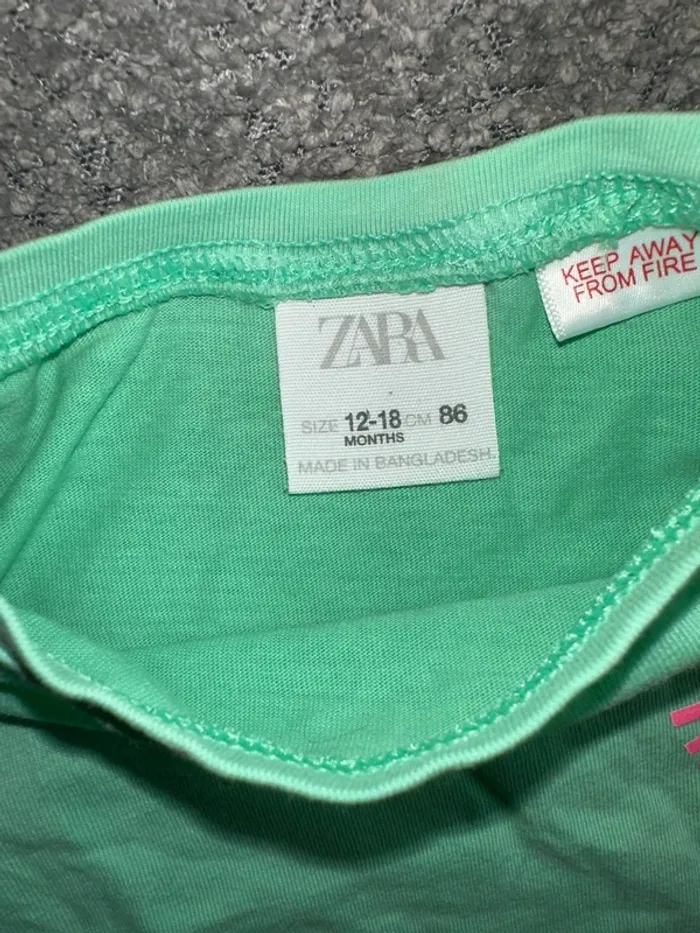 ZARA
SIZE 12-18 CM 86
MONTHS
MADE IN BANGLADESH.
KEEP AWAY
FROM FIRE